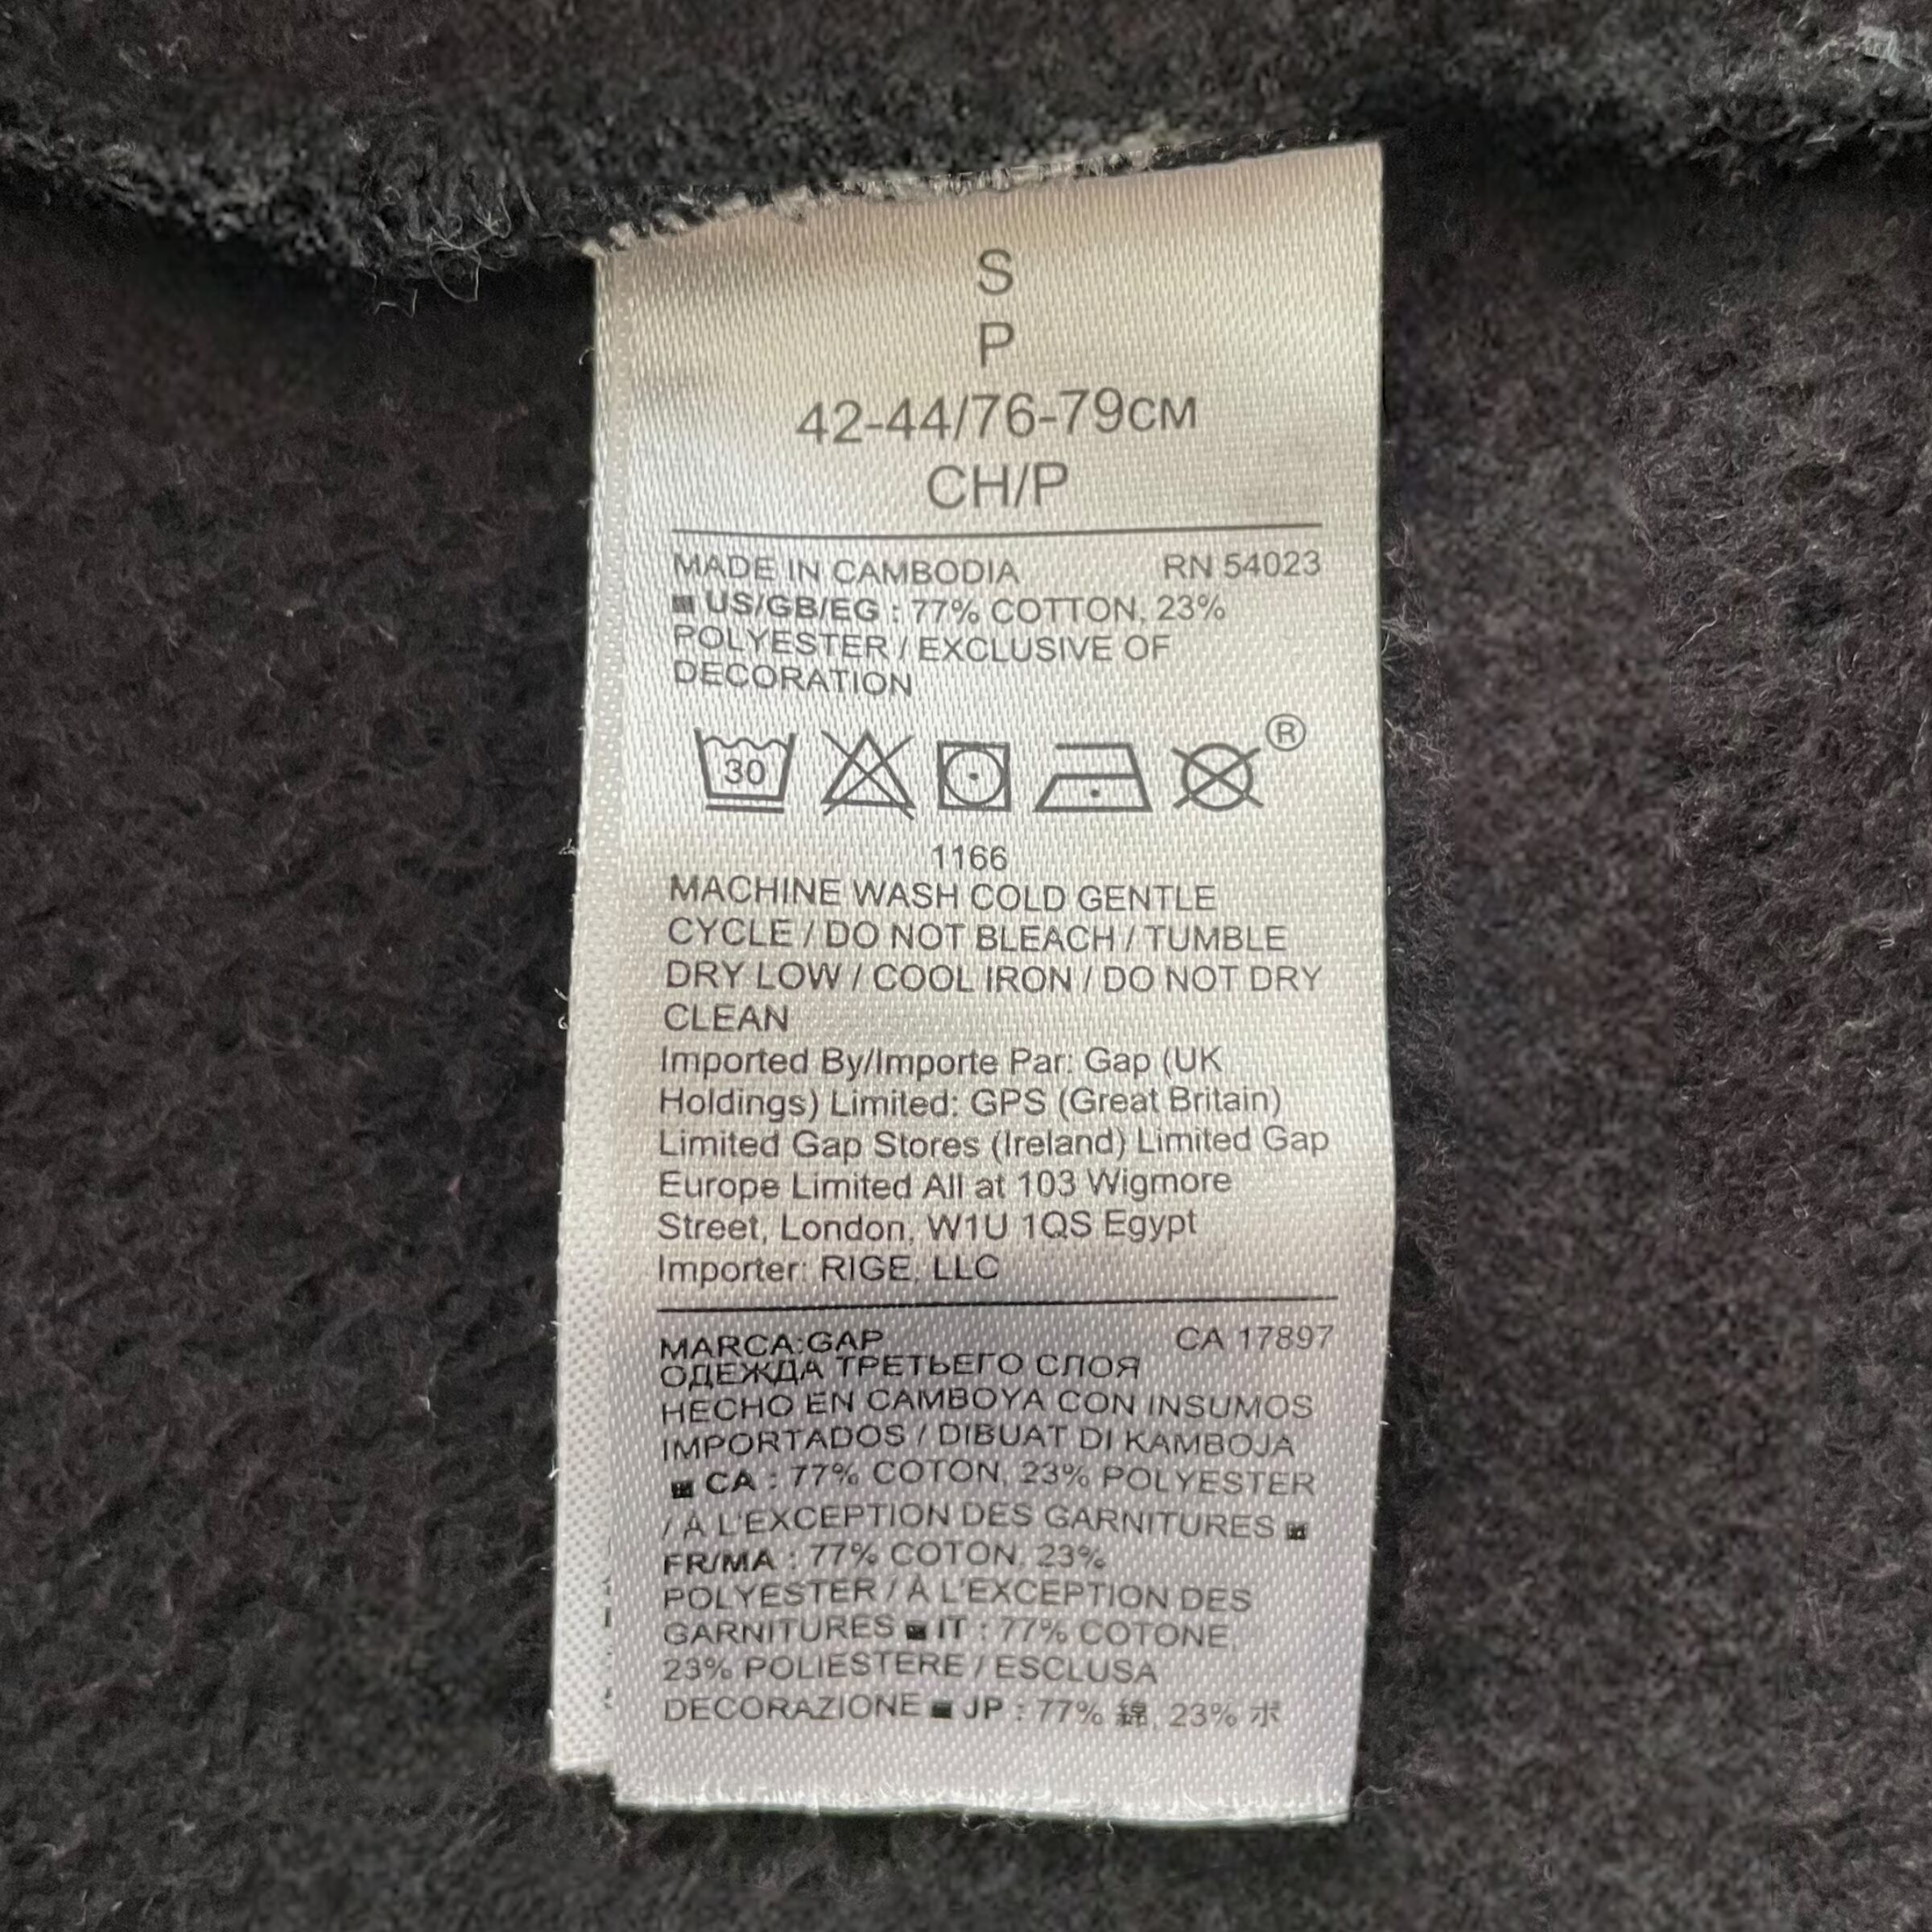 S
P
42-44/76-79CM
CH/P
MADE IN CAMBODIA RN 54023
■ US/GB/EG : 77% COTTON, 23%
POLYESTER / EXCLUSIVE OF
DECORATION
30
®
1166
MACHINE WASH COLD GENTLE
CYCLE / DO NOT BLEACH / TUMBLE
DRY LOW / COOL IRON / DO NOT DRY
CLEAN
Imported By/Importe Par: Gap (UK
Holdings) Limited: GPS (Great Britain)
Limited Gap Stores (Ireland) Limited Gap
Europe Limited All at 103 Wigmore
Street, London, W1U 1QS Egypt
Importer: RIGE, LLC
MARCA:GAP CA 17897
ОДЕЖДА ТРЕТЬЕГО СЛОЯ
HECHO EN CAMBOYA CON INSUMOS
IMPORTADOS / DIBUAT DI KAMBOJA
■ CA : 77% COTON, 23% POLYESTER
/ À L'EXCEPTION DES GARNITURES ■
FR/MA : 77% COTON, 23%
POLYESTER / À L'EXCEPTION DES
GARNITURES ■ IT : 77% COTONE,
23% POLIESTERE / ESCLUSA
DECORAZIONE ■ JP : 77% 綿, 23% ポ